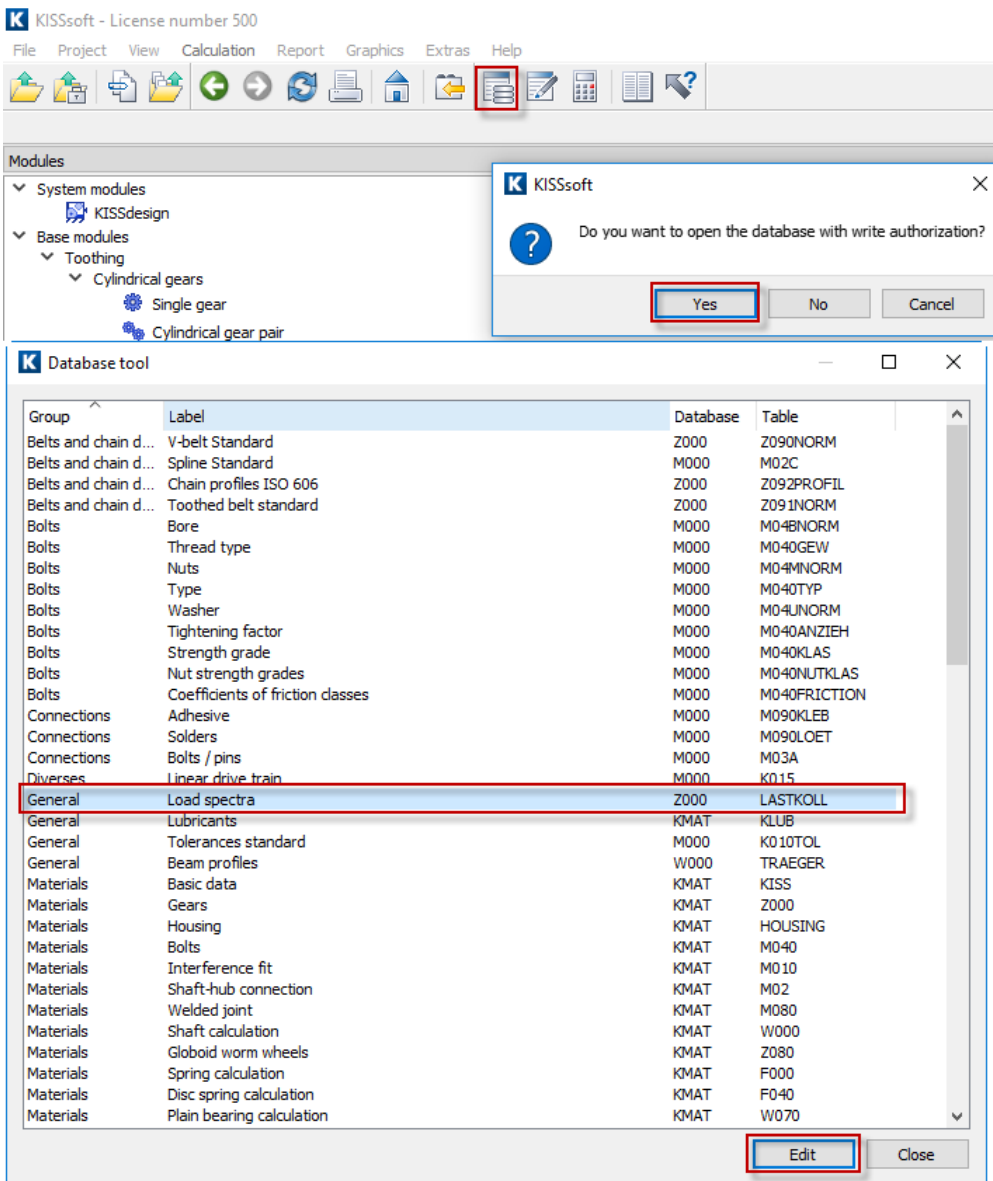 KISSsoft - License number 500
File Project View Calculation Report Graphics Extras Help
Modules
System modules
KISSdesign
Base modules
Toothing
Cylindrical gears
Single gear
Cylindrical gear pair
K KISSsoft
Do you want to open the database with write authorization?
Yes No Cancel
K Database tool
Group Label Database Table
Belts and chain d... V-belt Standard Z000 Z090NORM
Belts and chain d... Spline Standard M000 M02C
Belts and chain d... Chain profiles ISO 606 Z000 Z092PROFIL
Belts and chain d... Toothed belt standard Z000 Z091NORM
Bolts Bore M000 M04BNORM
Bolts Thread type M000 M040GEW
Bolts Nuts M000 M04MNORM
Bolts Type M000 M040TYP
Bolts Washer M000 M04UNORM
Bolts Tightening factor M000 M040ANZIEH
Bolts Strength grade M000 M040KLAS
Bolts Nut strength grades M000 M040NUTKLAS
Bolts Coefficients of friction classes M000 M040FRICTION
Connections Adhesive M000 M090KLEB
Connections Solders M000 M090LOET
Connections Bolts / pins M000 M03A
Diverses Linear drive train M000 K015
General Load spectra Z000 LASTKOLL
General Lubricants KMAT KLUB
General Tolerances standard M000 K010TOL
General Beam profiles W000 TRAEGER
Materials Basic data KMAT KISS
Materials Gears KMAT Z000
Materials Housing KMAT HOUSING
Materials Bolts KMAT M040
Materials Interference fit KMAT M010
Materials Shaft-hub connection KMAT M02
Materials Welded joint KMAT M080
Materials Shaft calculation KMAT W000
Materials Globoid worm wheels KMAT Z080
Materials Spring calculation KMAT F000
Materials Disc spring calculation KMAT F040
Materials Plain bearing calculation KMAT W070
Edit Close